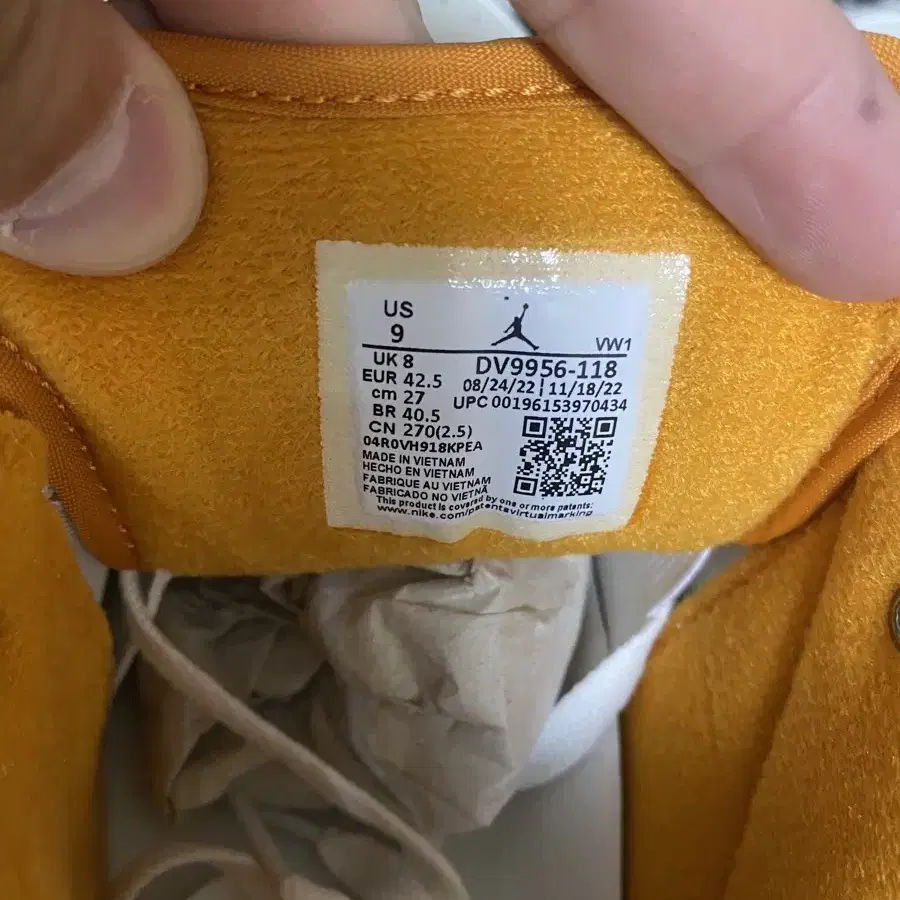 US
9
VW1
UK 8
EUR 42.5
cm 27
BR 40.5
CN 270(2.5)
04R0VH918KPEA
DV9956-118
08/24/22 | 11/18/22
UPC 00196153970434
MADE IN VIETNAM
HECHO EN VIETNAM
FABRIQUE AU VIETNAM
FABRICADO NO VIETNÃ
This product is covered by one or more patents:
www.nike.com/patentsvirtualmarking